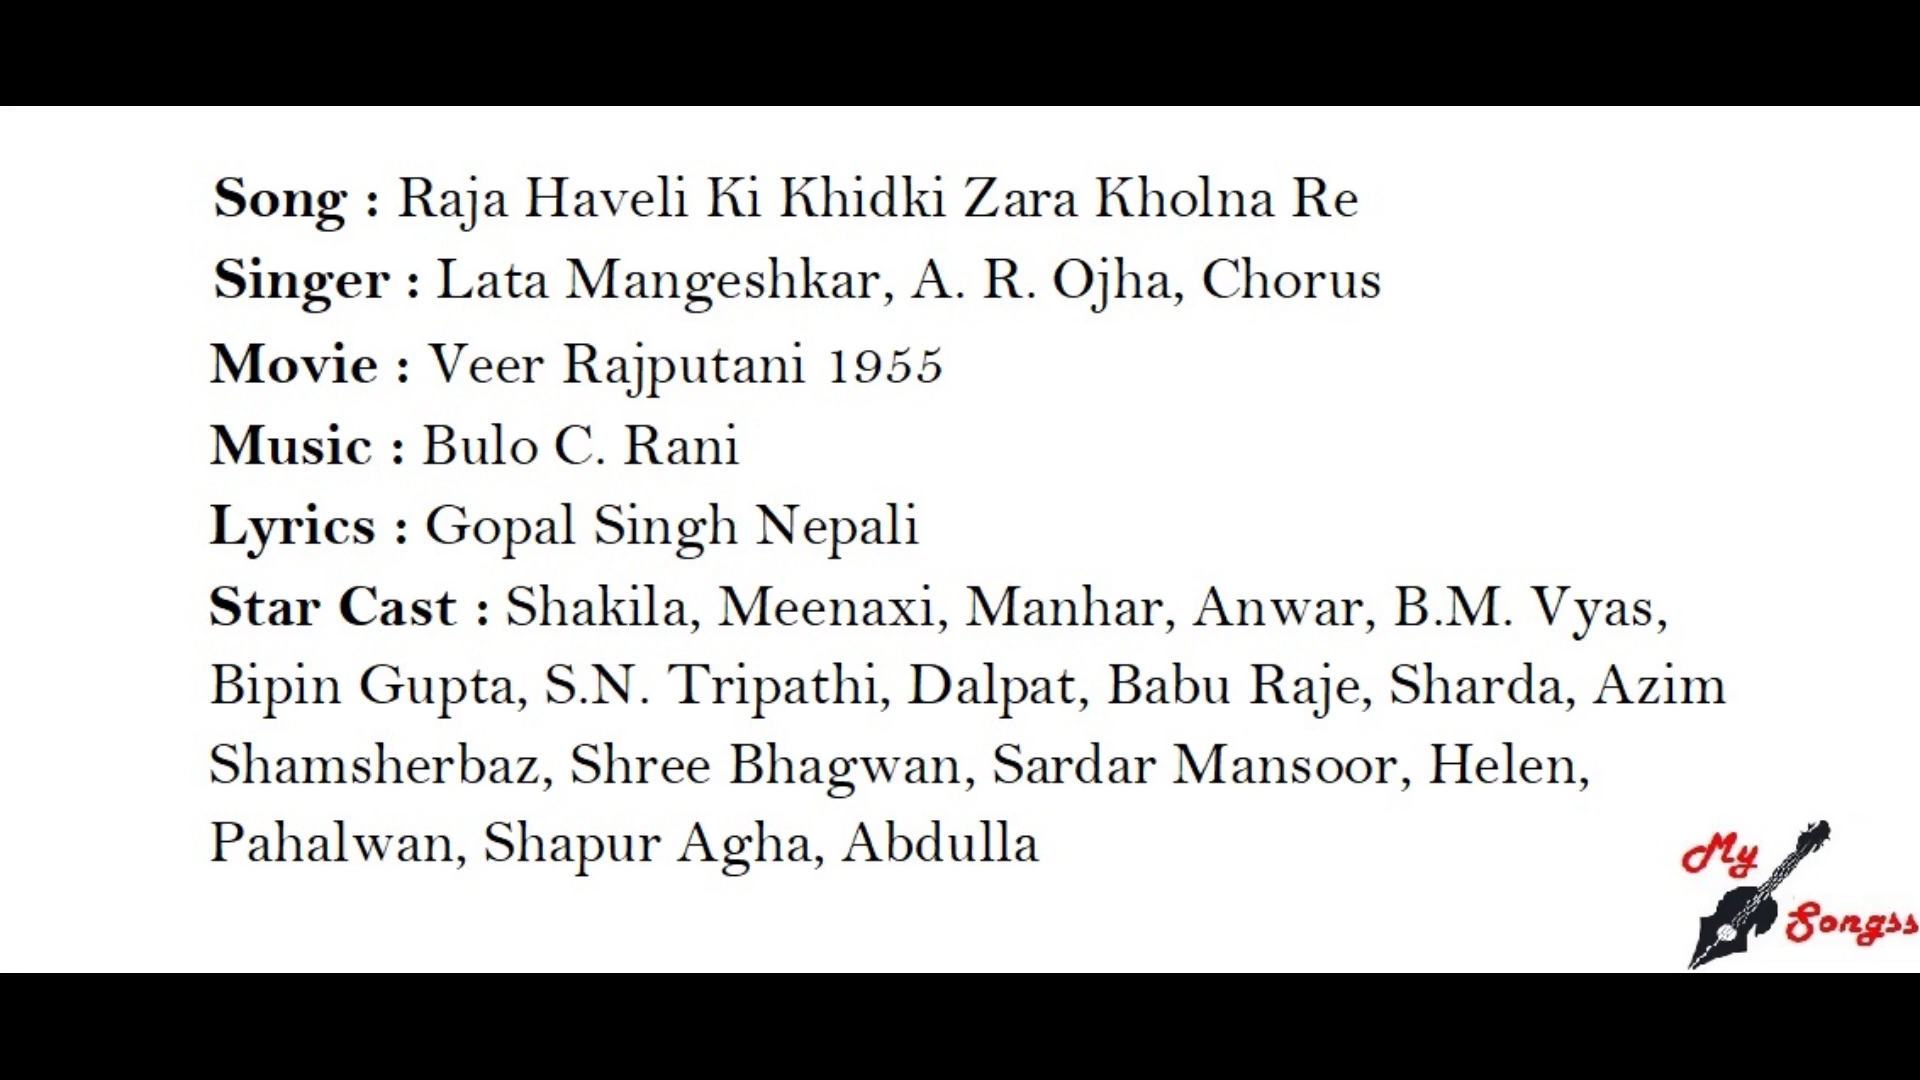 Song : Raja Haveli Ki Khidki Zara Kholna Re
Singer : Lata Mangeshkar, A. R. Ojha, Chorus
Movie : Veer Rajputani 1955
Music : Bulo C. Rani
Lyrics : Gopal Singh Nepali
Star Cast : Shakila, Meenaxi, Manhar, Anwar, B.M. Vyas,
Bipin Gupta, S.N. Tripathi, Dalpat, Babu Raje, Sharda, Azim
Shamsherbaz, Shree Bhagwan, Sardar Mansoor, Helen,
Pahalwan, Shapur Agha, Abdulla
My
Songss